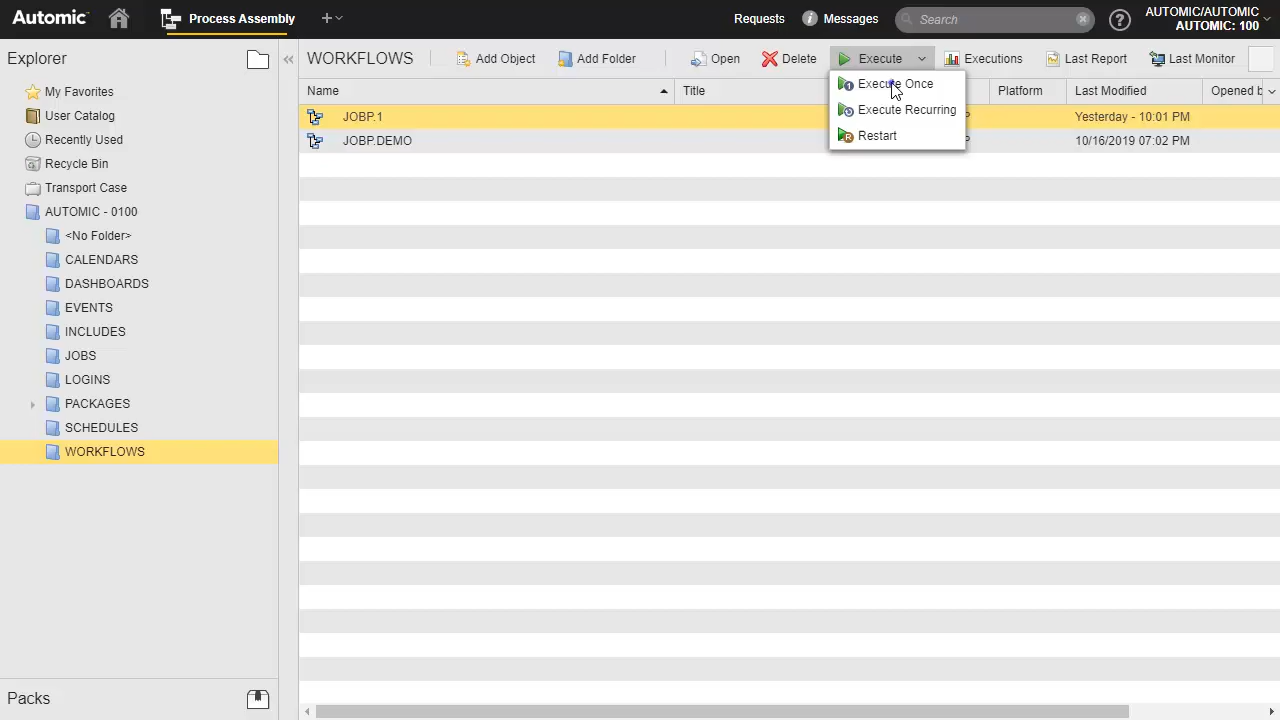 Automic
Process Assembly
Requests
Messages
Search
AUTOMIC/AUTOMIC
AUTOMIC: 100
Explorer
My Favorites
User Catalog
Recently Used
Recycle Bin
Transport Case
AUTOMIC - 0100
<No Folder>
CALENDARS
DASHBOARDS
EVENTS
INCLUDES
JOBS
LOGINS
PACKAGES
SCHEDULES
WORKFLOWS
Packs
WORKFLOWS
Add Object
Add Folder
Open
Delete
Execute
Executions
Last Report
Last Monitor
Execute Once
Execute Recurring
Restart
Name
Title
Platform
Last Modified
Opened b
JOBP.1
Yesterday - 10:01 PM
JOBP.DEMO
10/16/2019 07:02 PM